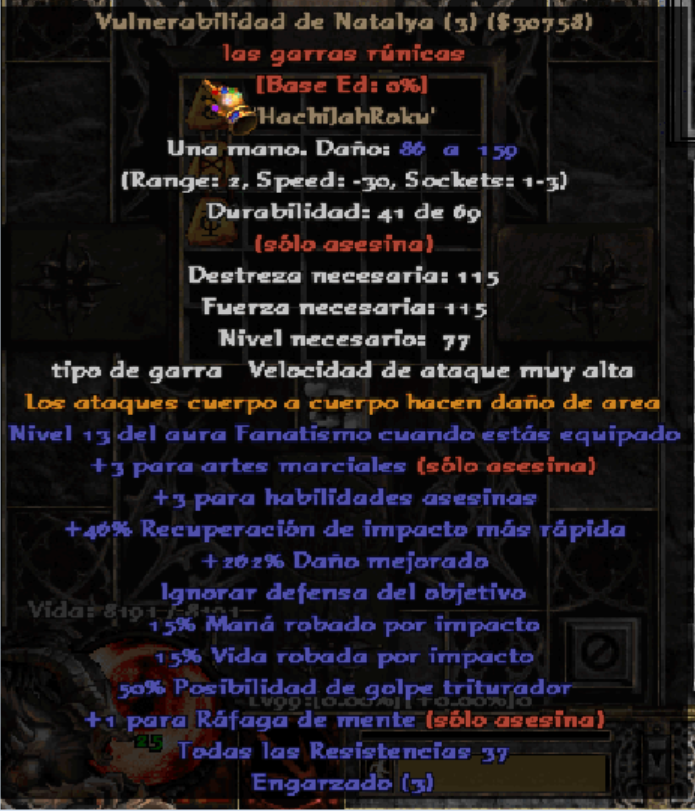 Vulnerabilidad de Natalya (3) ($30758)
las garras rúnicas
[Base Ed: 0%]
'HachiJahRoku'
Una mano. Daño: 86 a 159
(Range: 2, Speed: -30, Sockets: 1-3)
Durabilidad: 41 de 69
(sólo asesina)
Destreza necesaria: 115
Fuerza necesaria: 115
Nivel necesario: 77
tipo de garra Velocidad de ataque muy alta
Los ataques cuerpo a cuerpo hacen daño de area
Nivel 13 del aura Fanatismo cuando estás equipado
+3 para artes marciales (sólo asesina)
+3 para habilidades asesinas
+40% Recuperación de impacto más rápida
+202% Daño mejorado
Ignorar defensa del objetivo
Vida: 8191 / 8191
15% Maná robado por impacto
15% Vida robada por impacto
50% Posibilidad de golpe triturador
+1 para Ráfaga de mente (sólo asesina)
25
Todas las Resistencias 37
Engarzado (3)